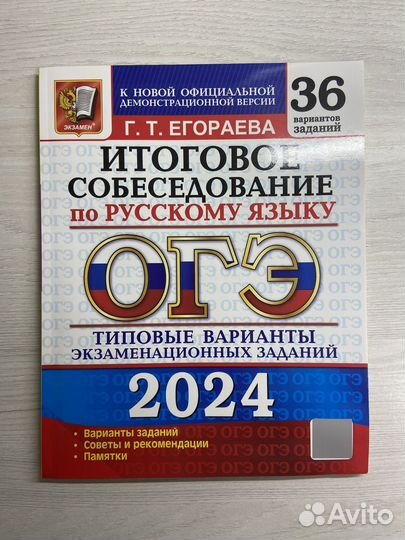 К НОВОЙ ОФИЦИАЛЬНОЙ
ДЕМОНСТРАЦИОННОЙ ВЕРСИИ
36
вариантов
заданий
ЭКЗАМЕН
Г. Т. ЕГОРАЕВА
ИТОГОВОЕ
СОБЕСЕДОВАНИЕ
по РУССКОМУ ЯЗЫКУ
ОГЭ
ТИПОВЫЕ ВАРИАНТЫ
ЭКЗАМЕНАЦИОННЫХ ЗАДАНИЙ
2024
• Варианты заданий
• Советы и рекомендации
• Памятки
Avito